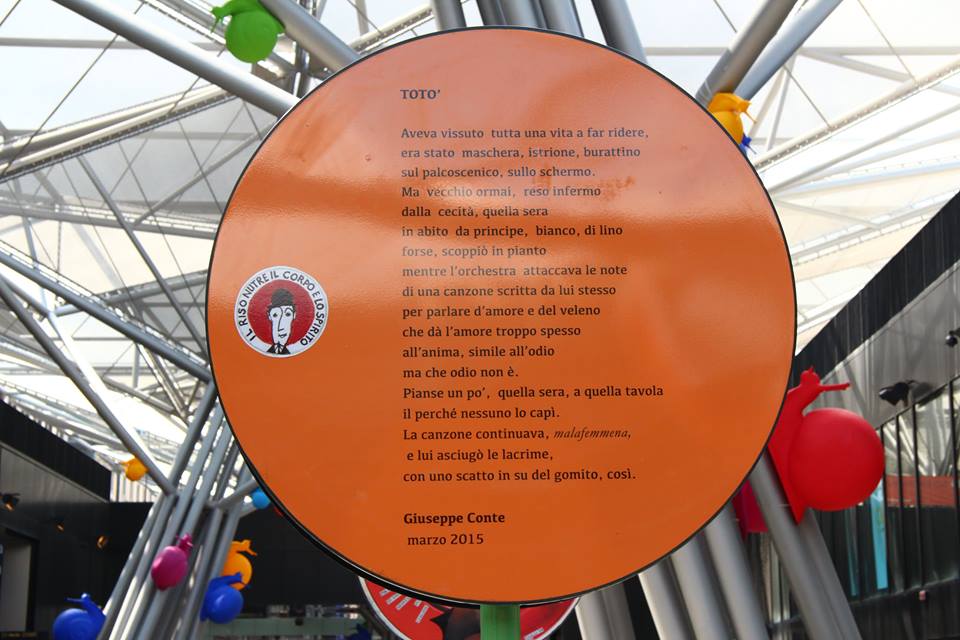 TOTO'
Aveva vissuto tutta una vita a far ridere,
era stato maschera, istrione, burattino
sul palcoscenico, sullo schermo.
Ma vecchio ormai, reso infermo
dalla cecità, quella sera
in abito da principe, bianco, di lino
forse, scoppiò in pianto
mentre l'orchestra attaccava le note
di una canzone scritta da lui stesso
per parlare d'amore e del veleno
che dà l'amore troppo spesso
all'anima, simile all'odio
ma che odio non è.
Pianse un po', quella sera, a quella tavola
il perché nessuno lo capì.
La canzone continuava, malafemmena,
e lui asciugò le lacrime,
con uno scatto in su del gomito, così.
Giuseppe Conte
marzo 2015
IL RISO NUTRE IL CORPO E LO SPIRITO